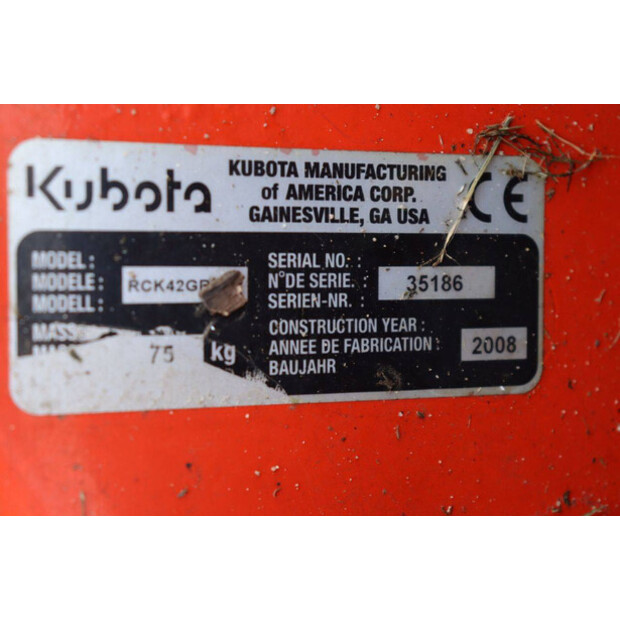 Kubota
KUBOTA MANUFACTURING
of AMERICA CORP.
GAINESVILLE, GA USA
CE
MODEL :
MODELE :
MODELL :
RCK42GR
75 kg
SERIAL NO. :
N°DE SERIE. :
SERIEN-NR. :
35186
CONSTRUCTION YEAR :
ANNEE DE FABRICATION :
BAUJAHR
2008